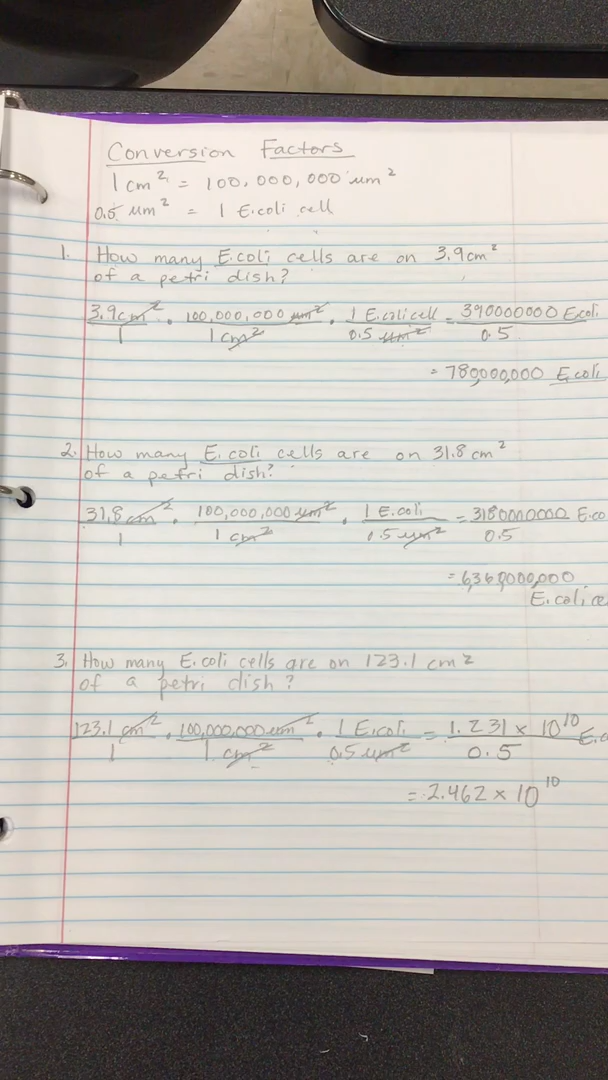 Conversion Factors
1 cm² = 100,000,000 um²
0.5 um² = 1 E.coli cell
1. How many E.coli cells are on 3.9cm²
of a petri dish?
3.9cm²/1 · 100,000,000 um²/1 cm² · 1 E.coli cell/0.5 um² = 390000000 E.coli/0.5
= 780,000,000 E.coli
2. How many E. coli cells are on 31.8 cm²
of a petri dish?
31.8 cm²/1 · 100,000,000 um²/1 cm² · 1 E.coli/0.5 um² = 3180000000 E.co/0.5
= 6,360,000,000
E.coli ce
3. How many E.coli cells are on 123.1 cm²
of a petri dish?
123.1 cm²/1 · 100,000,000 um²/1 cm² · 1 E.coli/0.5 um² = 1.231 x 10¹⁰/0.5 E.c
= 2.462 x 10¹⁰